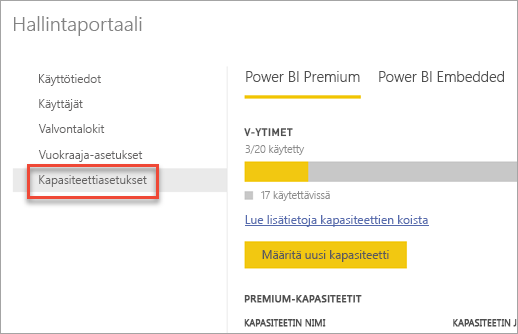 Hallintaportaali
Käyttötiedot
Käyttäjät
Valvontalokit
Vuokraaja-asetukset
Kapasiteettiasetukset
Power BI Premium
Power BI Embedded
V-YTIMET
3/20 käytetty
17 käytettävissä
Lue lisätietoja kapasiteettien koista
Määritä uusi kapasiteetti
PREMIUM-KAPASITEETIT
KAPASITEETIN NIMI
KAPASITEETIN J